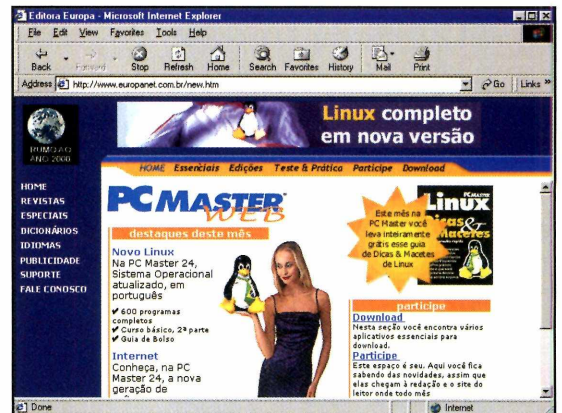 Editora Europa - Microsoft Internet Explorer
File Edit View Favorites Tools Help
Back Forward Stop Refresh Home Search Favorites History Mail Print
Address http://www.europanet.com.br/new.htm Go Links »
RUMO AO
ANO 2000
Linux completo
em nova versão
HOME Essenciais Edições Teste & Prática Participe Download
HOME
REVISTAS
ESPECIAIS
DICIONÁRIOS
IDIOMAS
PUBLICIDADE
SUPORTE
FALE CONOSCO
PC MASTER
WEB
destaques deste mês
Novo Linux
Na PC Master 24,
Sistema Operacional
atualizado, em
português
✔ 600 programas
completos
✔ Curso básico, 2ª parte
✔ Guia de Bolso
Internet
Conheça, na PC
Master 24, a nova
geração de
Este mês na
PC Master você
leva inteiramente
grátis esse guia
de Dicas & Macetes
de Linux
PC MASTER
Linux
Dicas &
Macetes
participe
Download
Nesta seção você encontra vários
aplicativos essenciais para
download.
Participe
Este espaço é seu. Aqui você fica
sabendo das novidades, assim que
elas chegam à redação e o site do
leitor onde todo mês
Done Internet